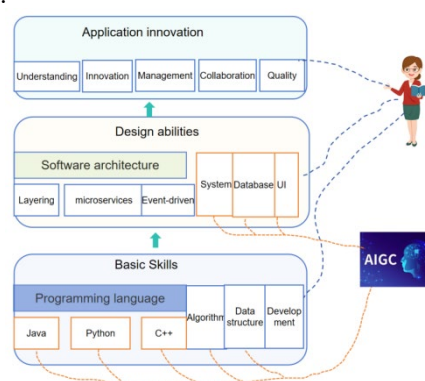 Application innovation
Understanding Innovation Management Collaboration Quality
Design abilities
Software architecture
System Database UI
Layering microservices Event-driven
AIGC
Basic Skills
Programming language
Algorithm Data structure Develop ment
Java Python C++